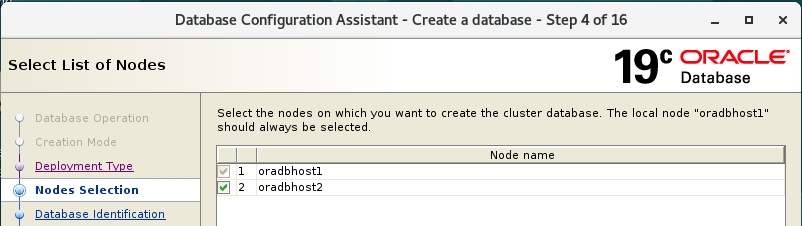 Database Configuration Assistant - Create a database - Step 4 of 16
Select List of Nodes
19c ORACLE
Database
Database Operation
Creation Mode
Deployment Type
Nodes Selection
Database Identification
Select the nodes on which you want to create the cluster database. The local node "oradbhost1"
should always be selected.
Node name
1 oradbhost1
2 oradbhost2